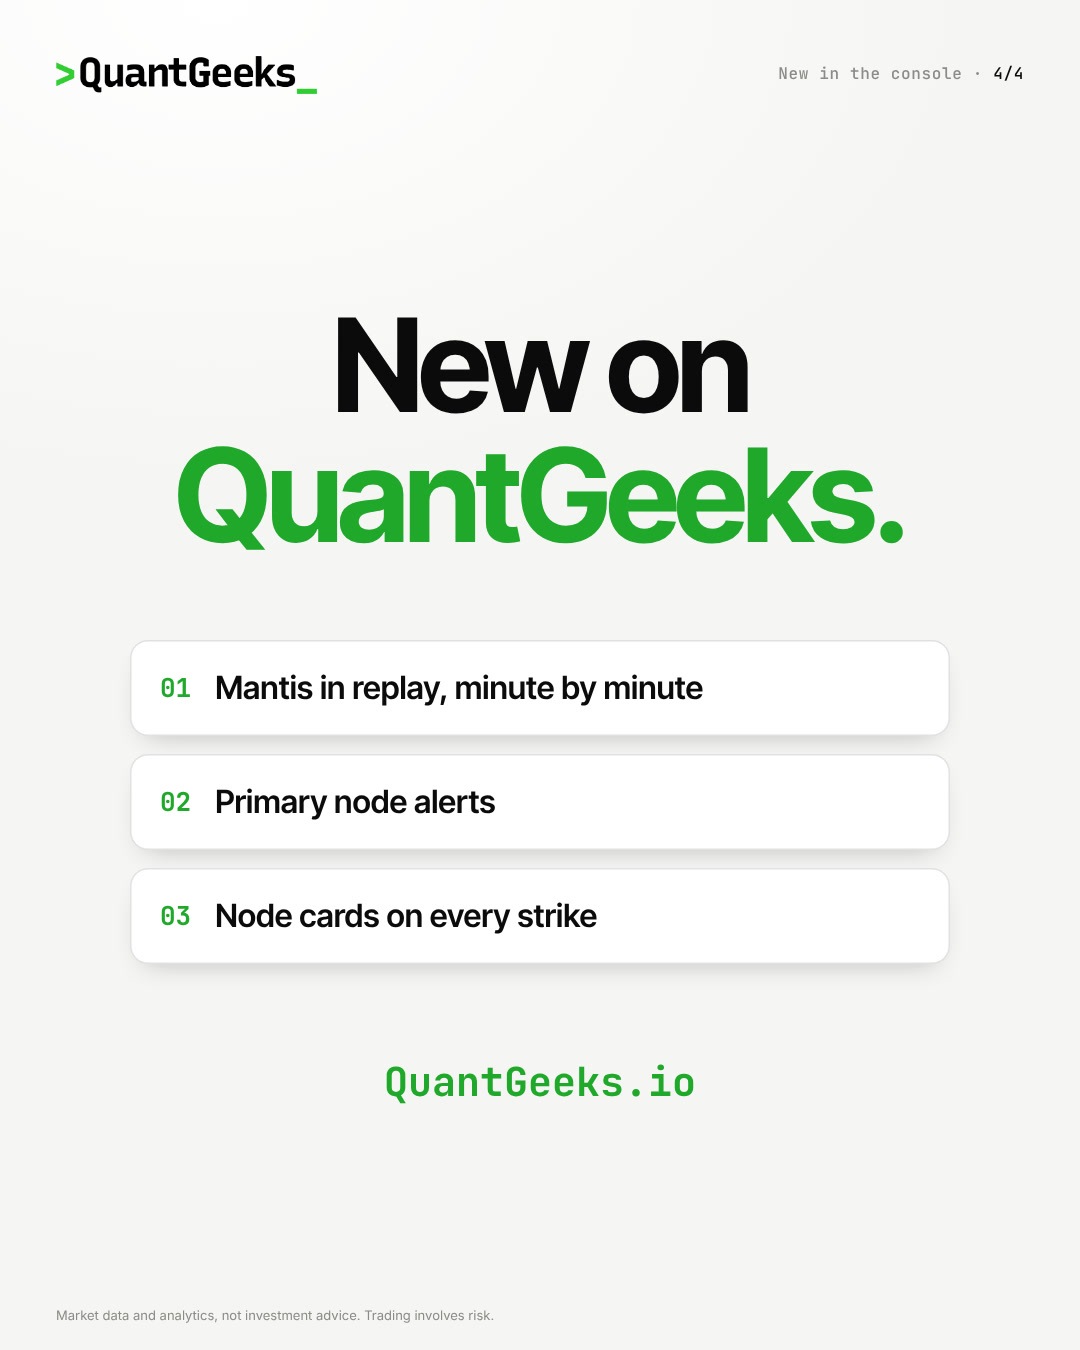 >QuantGeeks_
New in the console · 4/4
New on
QuantGeeks.
01 Mantis in replay, minute by minute
02 Primary node alerts
03 Node cards on every strike
QuantGeeks.io
Market data and analytics, not investment advice. Trading involves risk.